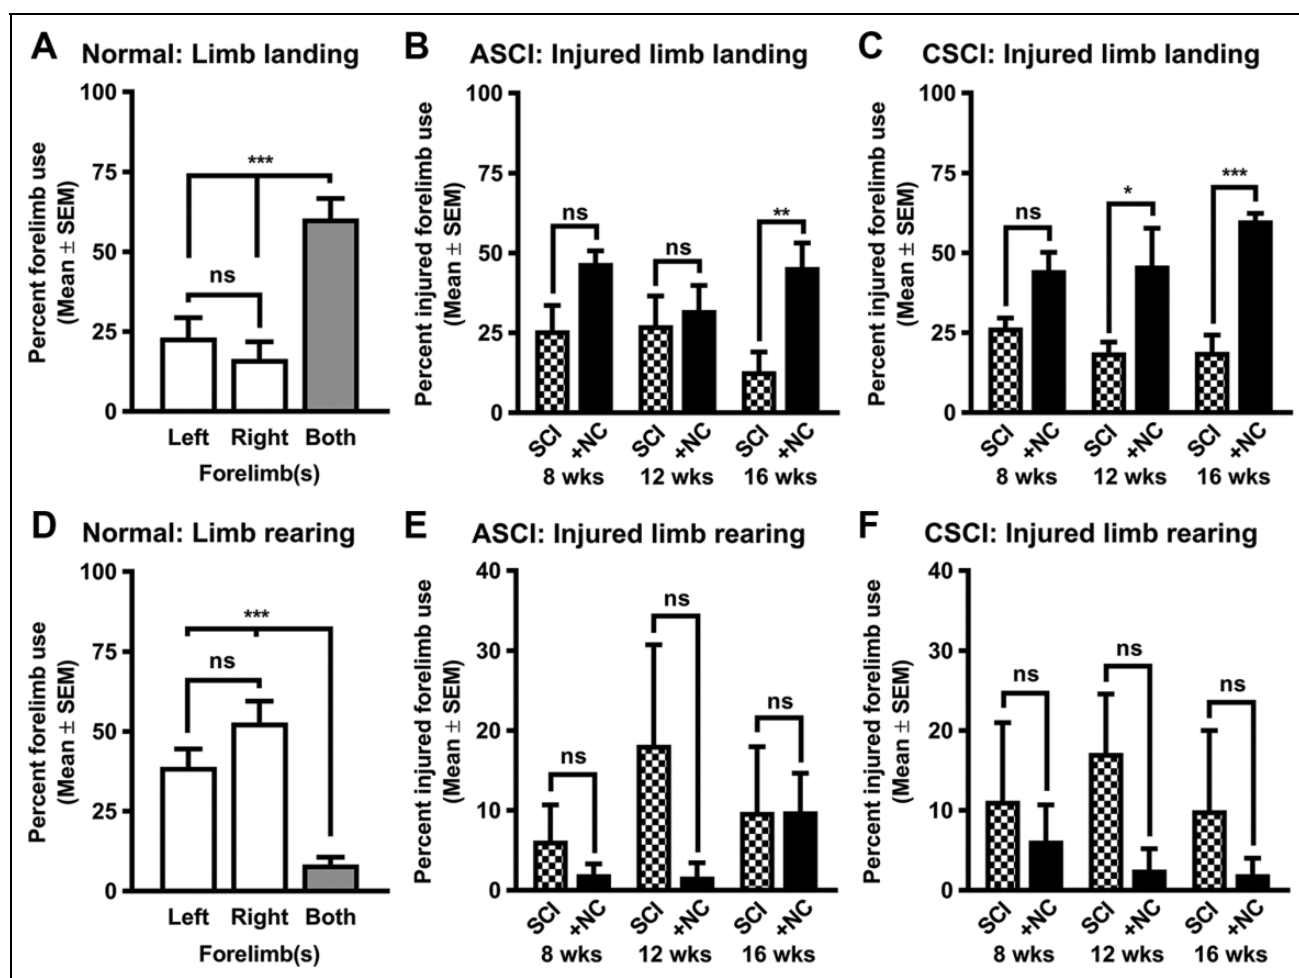 A Normal: Limb landing
Percent forelimb use
(Mean ± SEM)
100
75
50
25
0
***
ns
Left Right Both
Forelimb(s)
B ASCI: Injured limb landing
Percent injured forelimb use
(Mean ± SEM)
100
75
50
25
0
ns
ns
**
SCI +NC SCI +NC SCI +NC
8 wks 12 wks 16 wks
C CSCI: Injured limb landing
Percent injured forelimb use
(Mean ± SEM)
100
75
50
25
0
ns
*
***
SCI +NC SCI +NC SCI +NC
8 wks 12 wks 16 wks
D Normal: Limb rearing
Percent forelimb use
(Mean ± SEM)
100
75
50
25
0
***
ns
Left Right Both
Forelimb(s)
E ASCI: Injured limb rearing
Percent injured forelimb use
(Mean ± SEM)
40
30
20
10
0
ns
ns
ns
SCI +NC SCI +NC SCI +NC
8 wks 12 wks 16 wks
F CSCI: Injured limb rearing
Percent injured forelimb use
(Mean ± SEM)
40
30
20
10
0
ns
ns
ns
SCI +NC SCI +NC SCI +NC
8 wks 12 wks 16 wks